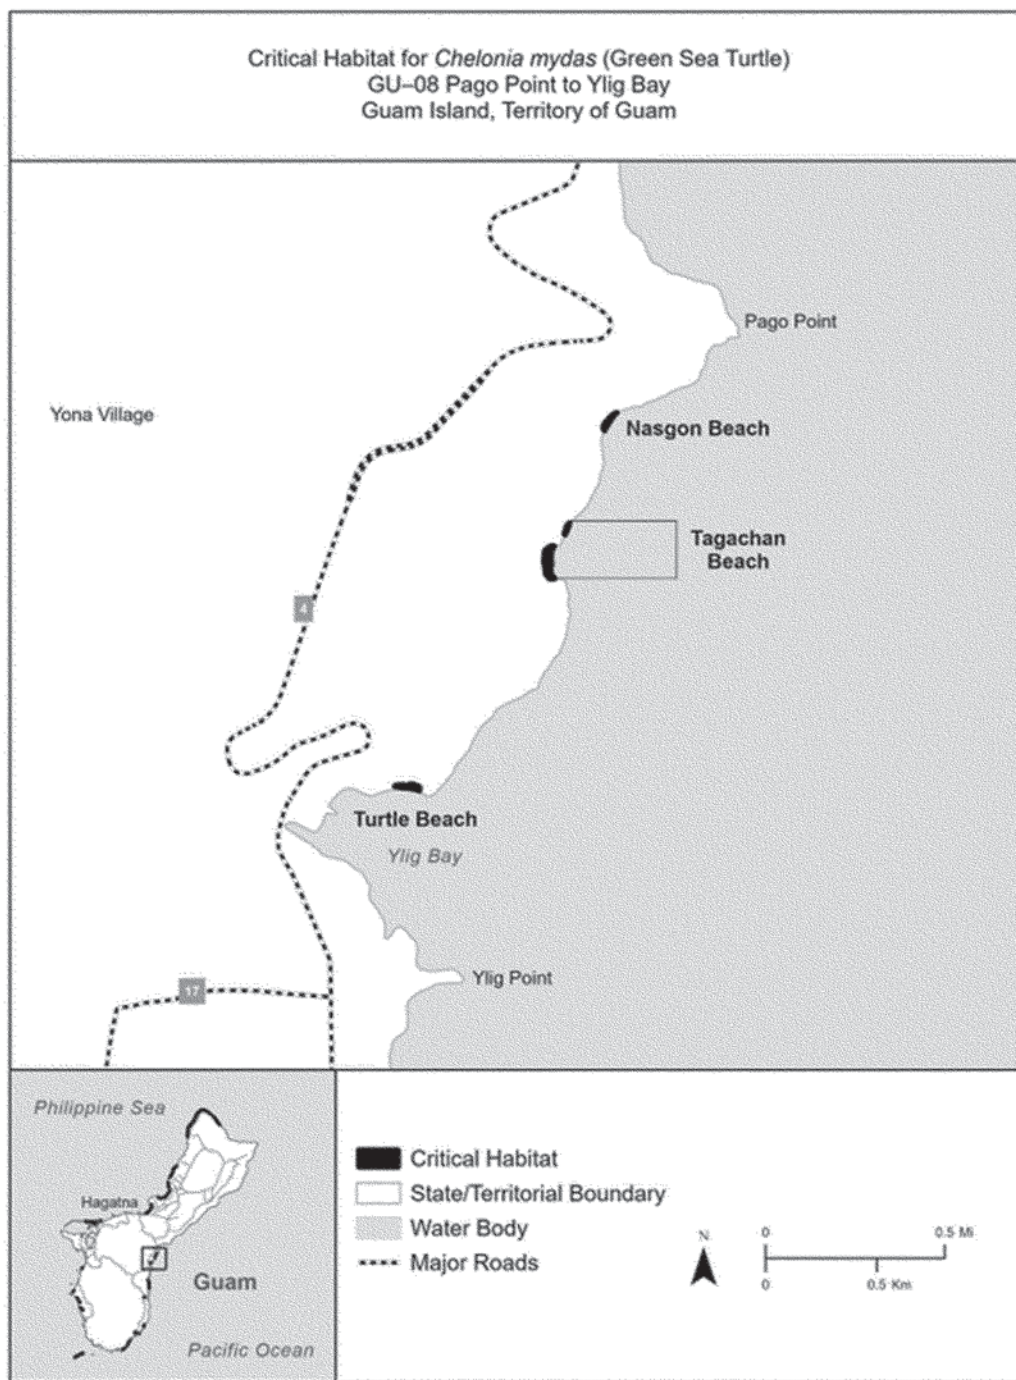 Critical Habitat for Chelonia mydas (Green Sea Turtle)
GU–08 Pago Point to Ylig Bay
Guam Island, Territory of Guam
Pago Point
Yona Village
Nasgon Beach
Tagachan
Beach
4
Turtle Beach
Ylig Bay
Ylig Point
17
Philippine Sea
Hagatna
Guam
Pacific Ocean
Critical Habitat
State/Territorial Boundary
Water Body
Major Roads
N
0 0.5 Mi
0 0.5 Km